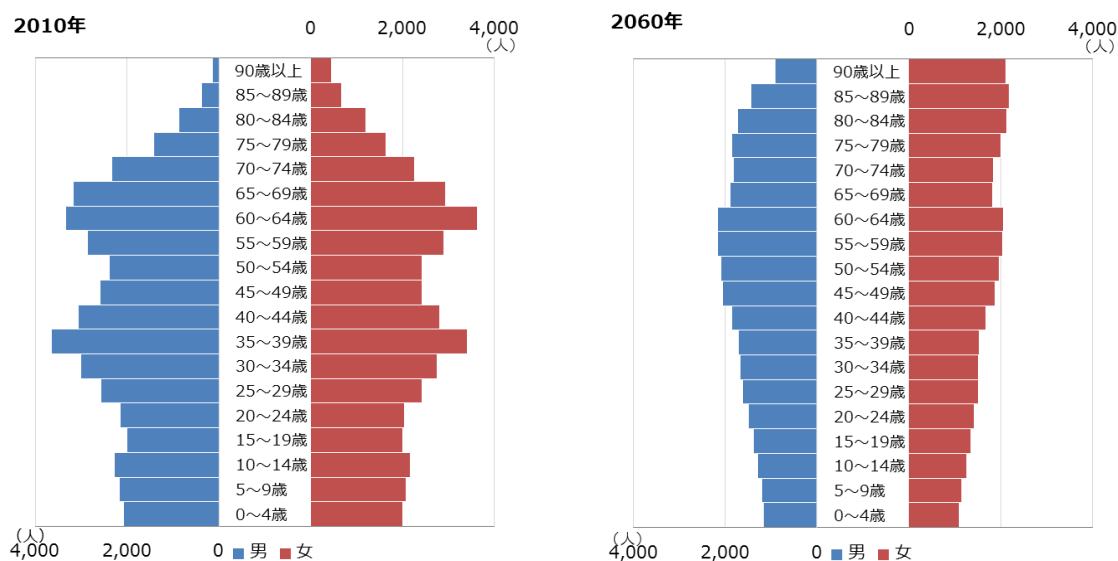 2010年
0 2,000 4,000
（人）
90歳以上
85～89歳
80～84歳
75～79歳
70～74歳
65～69歳
60～64歳
55～59歳
50～54歳
45～49歳
40～44歳
35～39歳
30～34歳
25～29歳
20～24歳
15～19歳
10～14歳
5～9歳
0～4歳
（人）
4,000 2,000 0
男 女
2060年
0 2,000 4,000
（人）
90歳以上
85～89歳
80～84歳
75～79歳
70～74歳
65～69歳
60～64歳
55～59歳
50～54歳
45～49歳
40～44歳
35～39歳
30～34歳
25～29歳
20～24歳
15～19歳
10～14歳
5～9歳
0～4歳
（人）
4,000 2,000 0
男 女